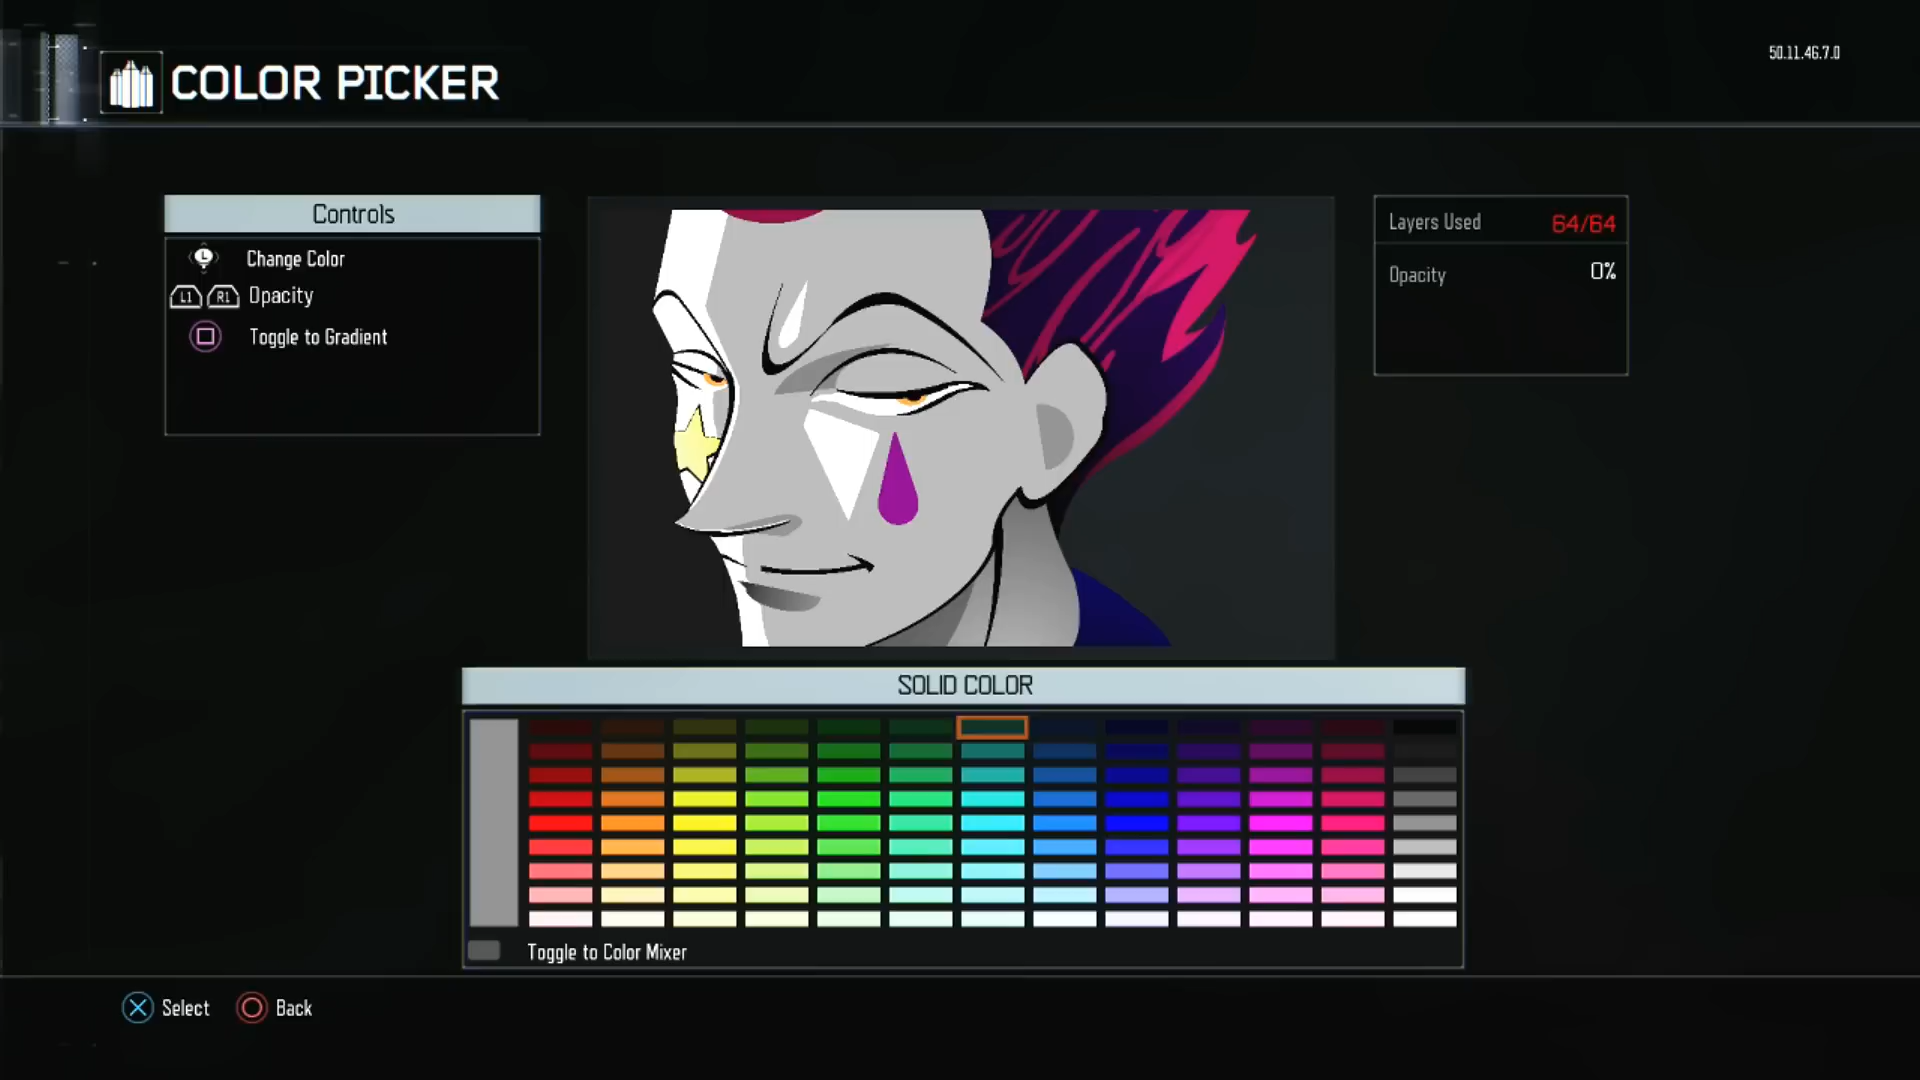 COLOR PICKER
50.11.46.7.0
Controls
L Change Color
L1 R1 Opacity
Toggle to Gradient
Layers Used 64/64
Opacity 0%
SOLID COLOR
Toggle to Color Mixer
Select Back